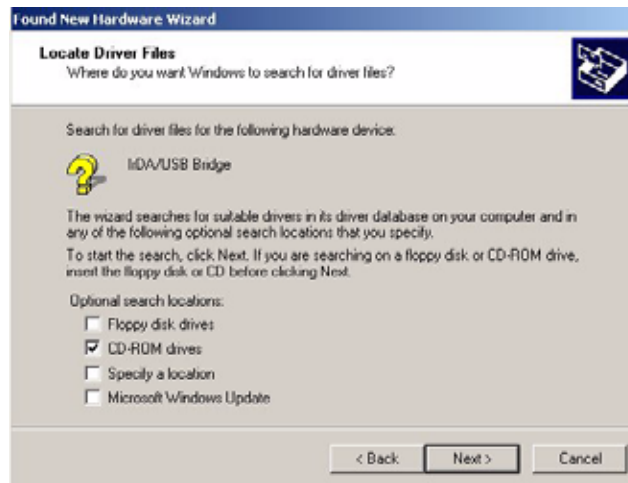 Found New Hardware Wizard
Locate Driver Files
Where do you want Windows to search for driver files?
Search for driver files for the following hardware device:
IrDA/USB Bridge
The wizard searches for suitable drivers in its driver database on your computer and in
any of the following optional search locations that you specify.
To start the search, click Next. If you are searching on a floppy disk or CD-ROM drive,
insert the floppy disk or CD before clicking Next.
Optional search locations:
Floppy disk drives
CD-ROM drives
Specify a location
Microsoft Windows Update
< Back Next > Cancel